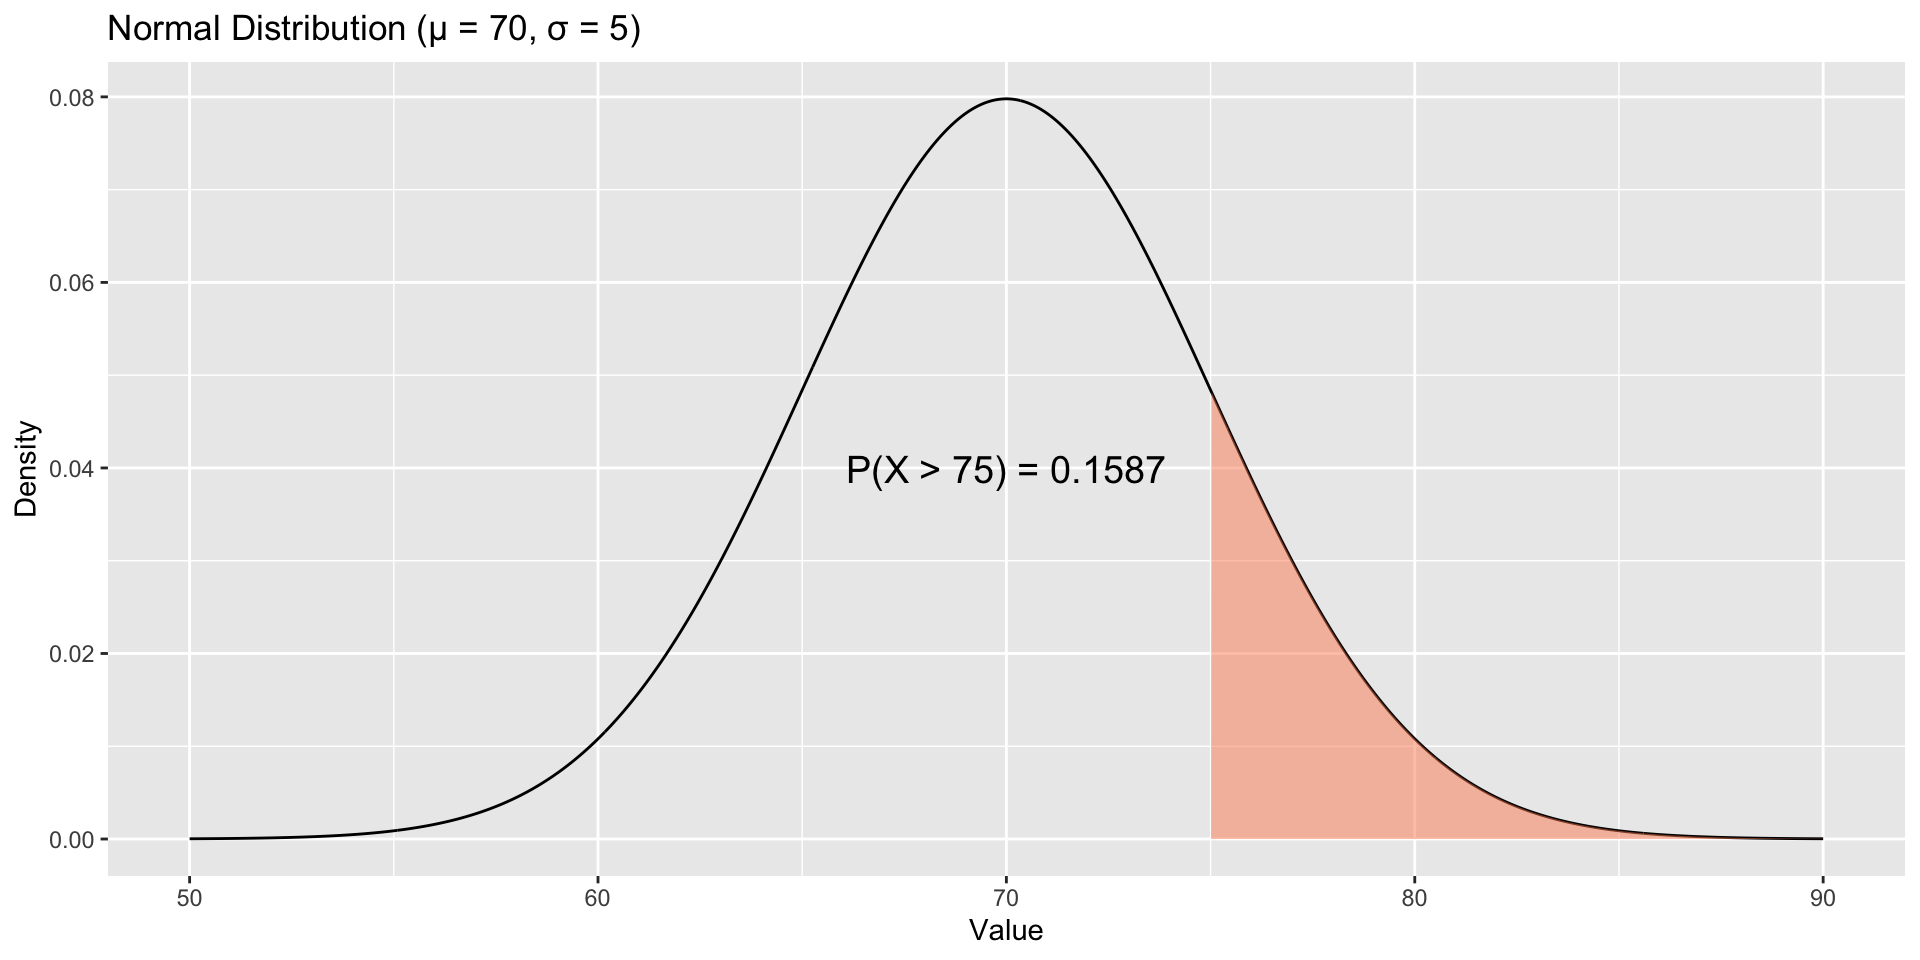 Normal Distribution (μ = 70, σ = 5)
0.08
0.06
0.04
0.02
0.00
Density
P(X > 75) = 0.1587
50 60 70 80 90
Value